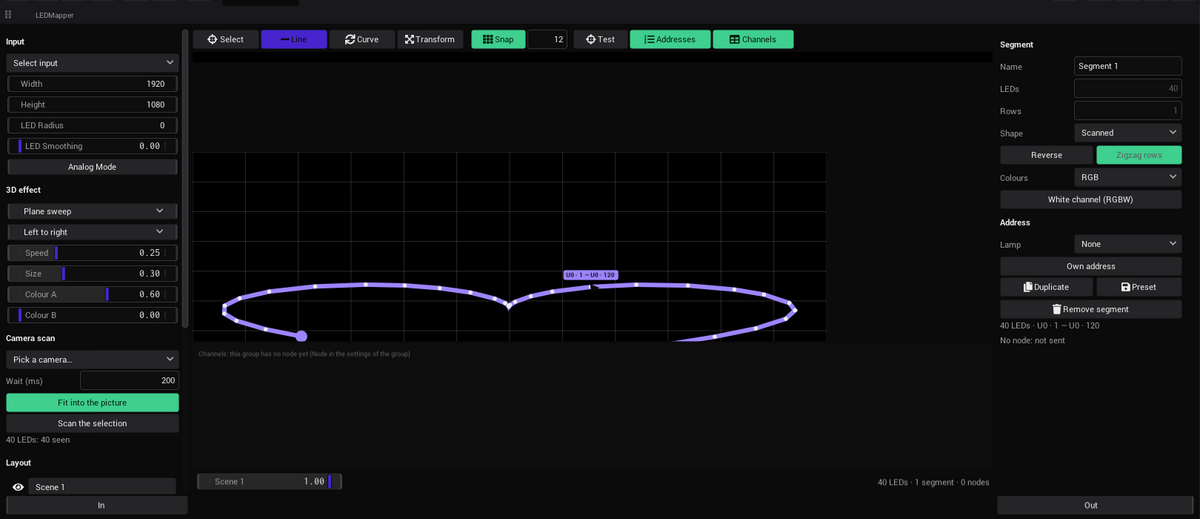 LEDMapper
Input
Select input
Width 1920
Height 1080
LED Radius 0
LED Smoothing 0.00
Analog Mode
3D effect
Plane sweep
Left to right
Speed 0.25
Size 0.30
Colour A 0.60
Colour B 0.00
Camera scan
Pick a camera...
Wait (ms) 200
Fit into the picture
Scan the selection
40 LEDs: 40 seen
Layout
Scene 1
In
Select Line Curve Transform Snap 12 Test Addresses Channels
U0 · 1 – U0 · 120
Channels: this group has no node yet (Node in the settings of the group)
Scene 1 1.00
40 LEDs · 1 segment · 0 nodes
Segment
Name Segment 1
LEDs 40
Rows 1
Shape Scanned
Reverse Zigzag rows
Colours RGB
White channel (RGBW)
Address
Lamp None
Own address
Duplicate Preset
Remove segment
40 LEDs · U0 · 1 – U0 · 120
No node: not sent
Out